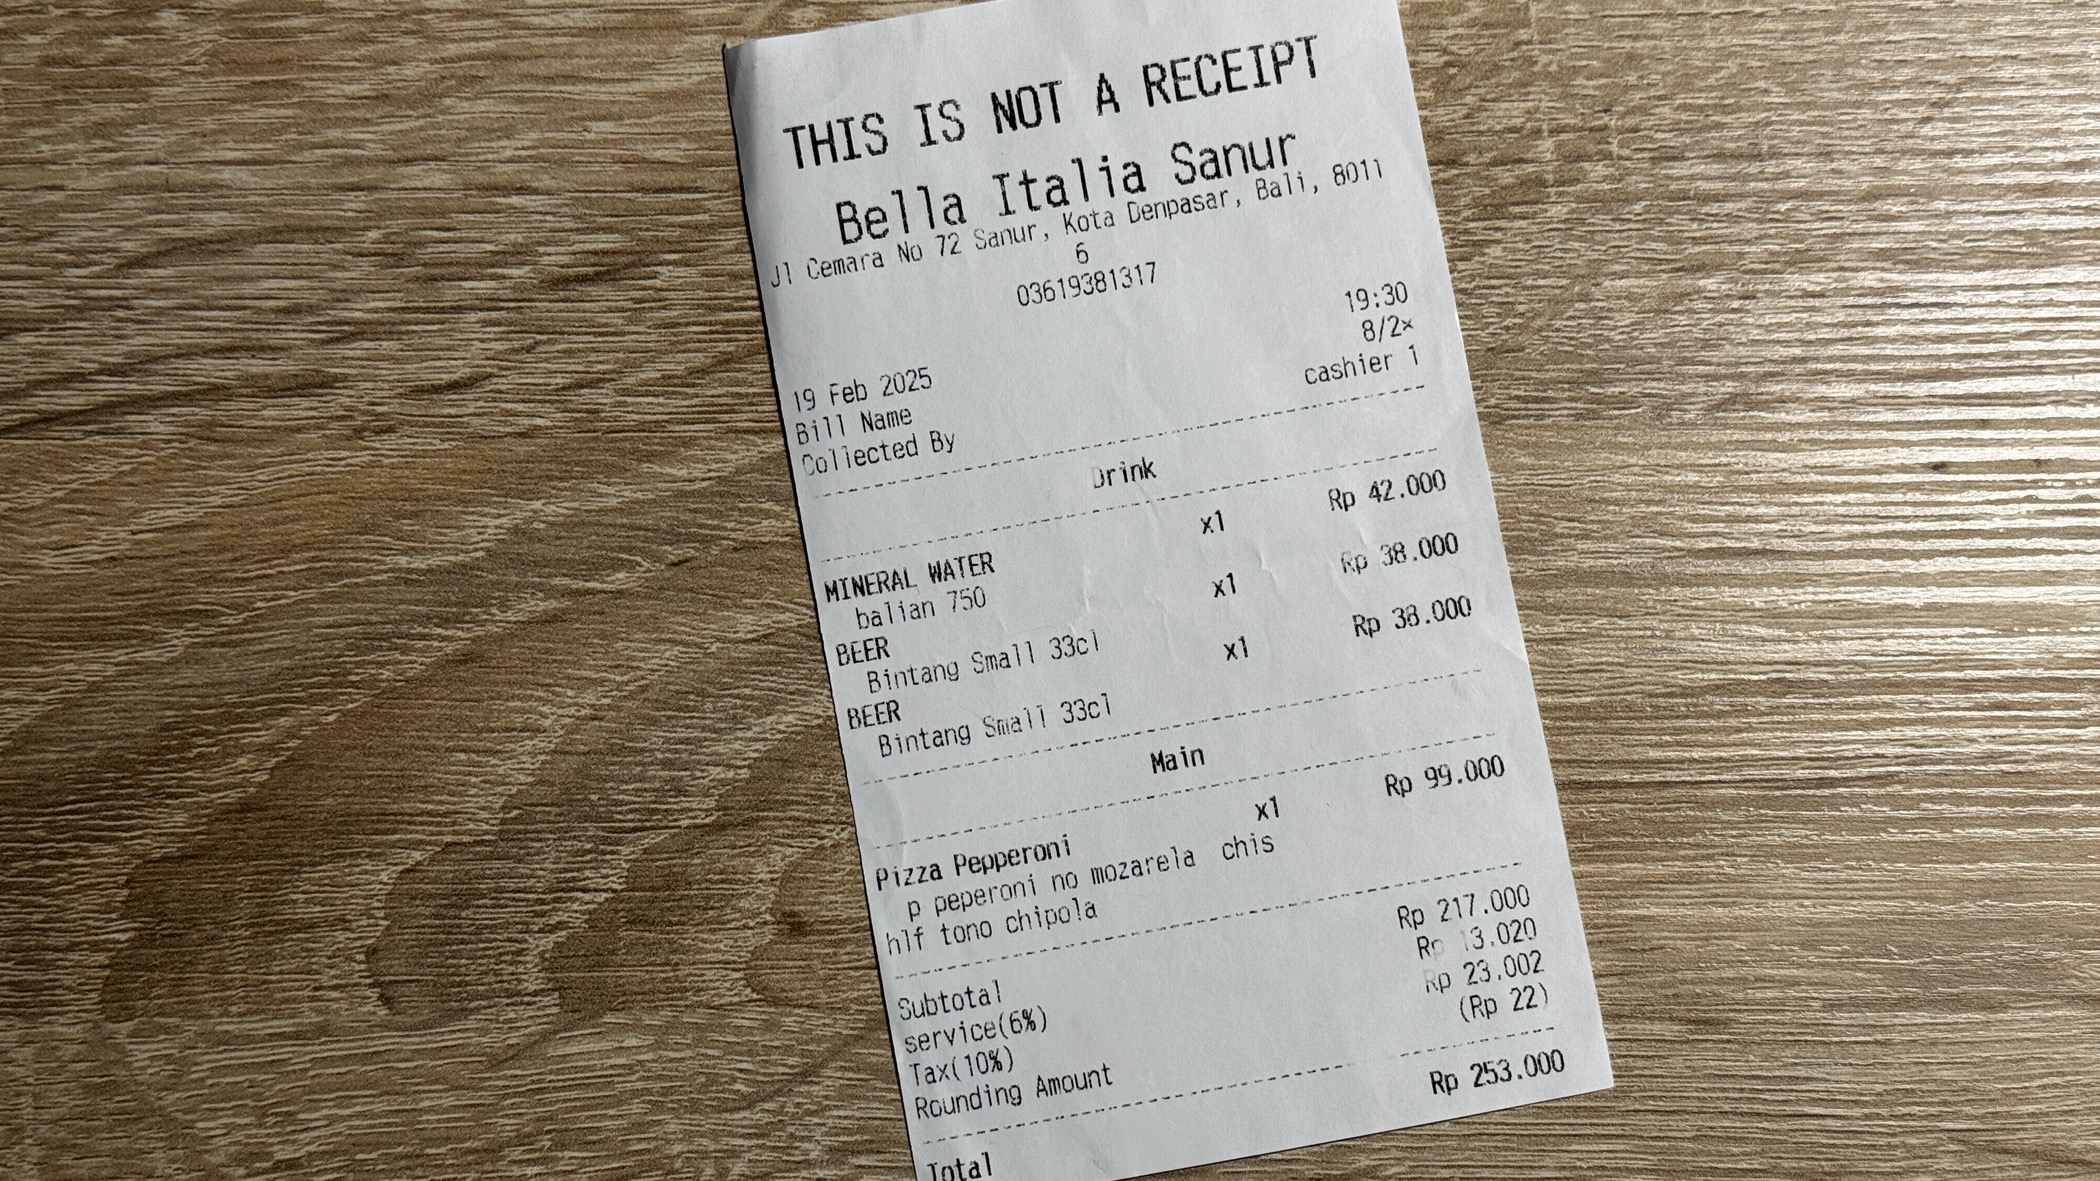 THIS IS NOT A RECEIPT
Bella Italia Sanur
Jl Cemara No 72 Sanur, Kota Denpasar, Bali, 8011
6
03619381317
19 Feb 2025 19:30
Bill Name 8/2×
Collected By cashier 1
Drink
MINERAL WATER x1 Rp 42.000
balian 750
BEER x1 Rp 38.000
Bintang Small 33cl
BEER x1 Rp 38.000
Bintang Small 33cl
Main
Pizza Pepperoni x1 Rp 99.000
p peperoni no mozarela chis
hlf tono chipola
Subtotal Rp 217.000
service(6%) Rp 13.020
Tax(10%) Rp 23.002
Rounding Amount (Rp 22)
Total Rp 253.000